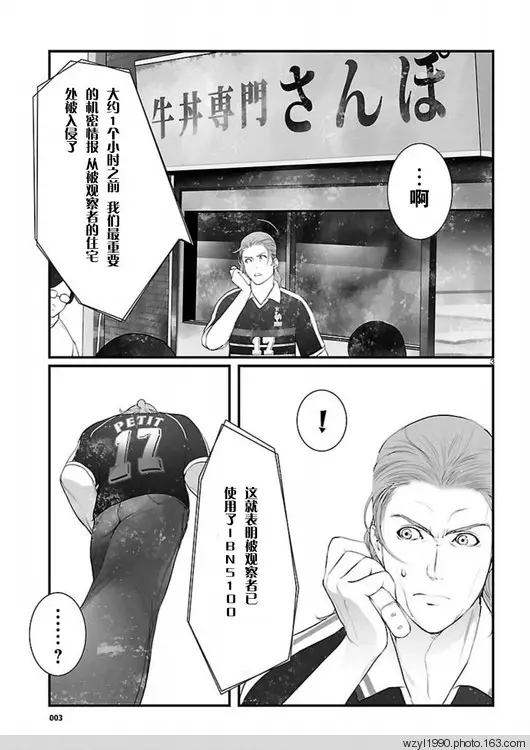 牛丼専門 さんぽ
…啊
大约1个小时之前 我们最重要
的机密情报 从被观察者的住宅
处被入侵了
17
！
这就表明被观察者已
使用了IBN5100
PETIT
17
……？
003
wzyl1990.photo.163.com